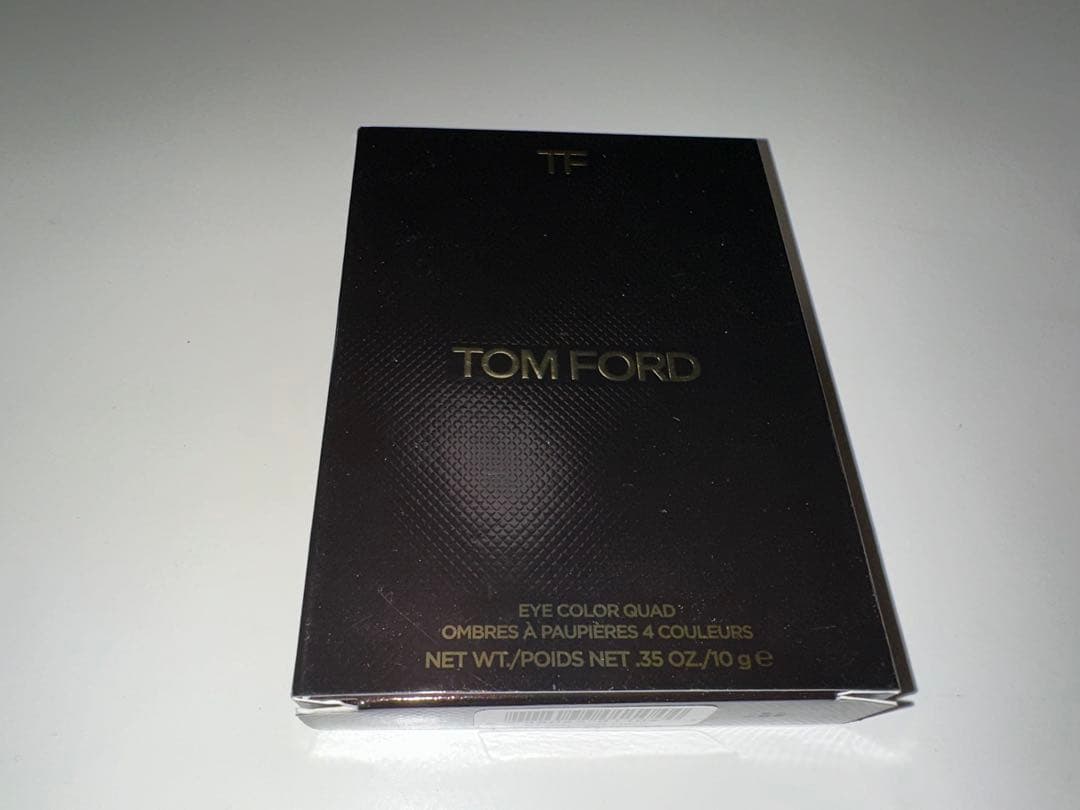 TF
TOM FORD
EYE COLOR QUAD
OMBRES À PAUPIÈRES 4 COULEURS
NET WT./POIDS NET .35 OZ./10 g ℮